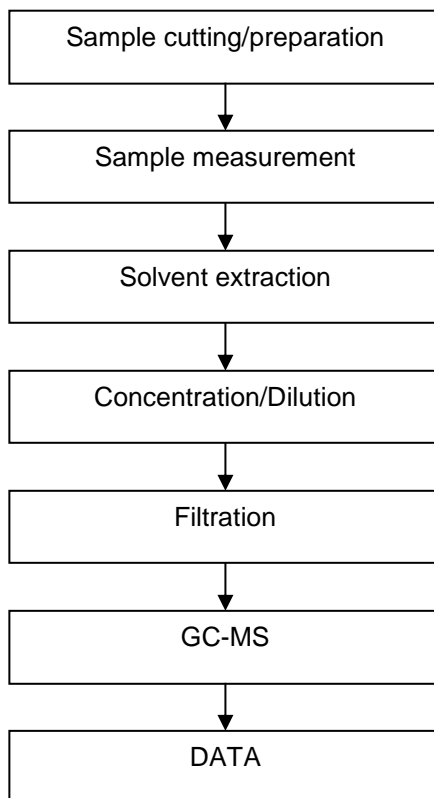 Sample cutting/preparation
Sample measurement
Solvent extraction
Concentration/Dilution
Filtration
GC-MS
DATA